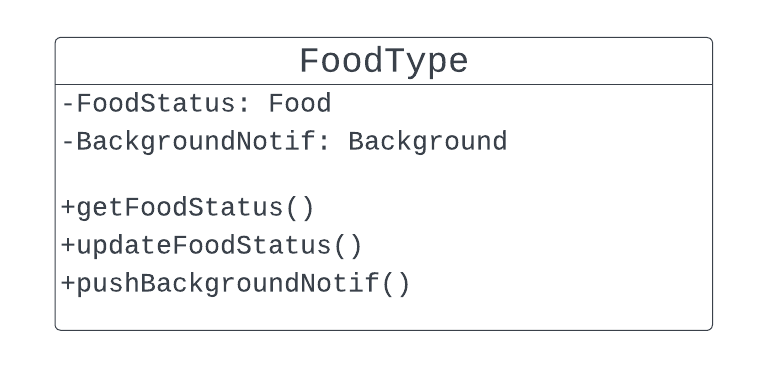 FoodType
-FoodStatus: Food
-BackgroundNotif: Background
+getFoodStatus()
+updateFoodStatus()
+pushBackgroundNotif()